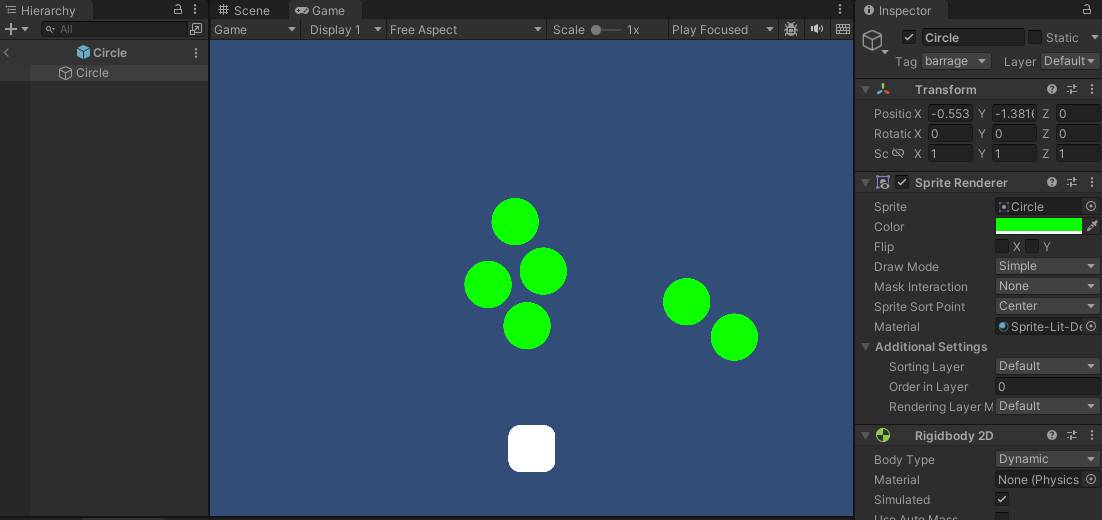 Hierarchy
All
Circle
Circle
Scene
Game
Game
Display 1
Free Aspect
Scale
1x
Play Focused
Inspector
Circle
Static
Tag
barrage
Layer
Default
Transform
Positic X -0.553 Y -1.3816 Z 0
Rotatic X 0 Y 0 Z 0
Sc X 1 Y 1 Z 1
Sprite Renderer
Sprite
Circle
Color
Flip
X
Y
Draw Mode
Simple
Mask Interaction
None
Sprite Sort Point
Center
Material
Sprite-Lit-De
Additional Settings
Sorting Layer
Default
Order in Layer
0
Rendering Layer M
Default
Rigidbody 2D
Body Type
Dynamic
Material
None (Physics
Simulated
Use Auto Mass